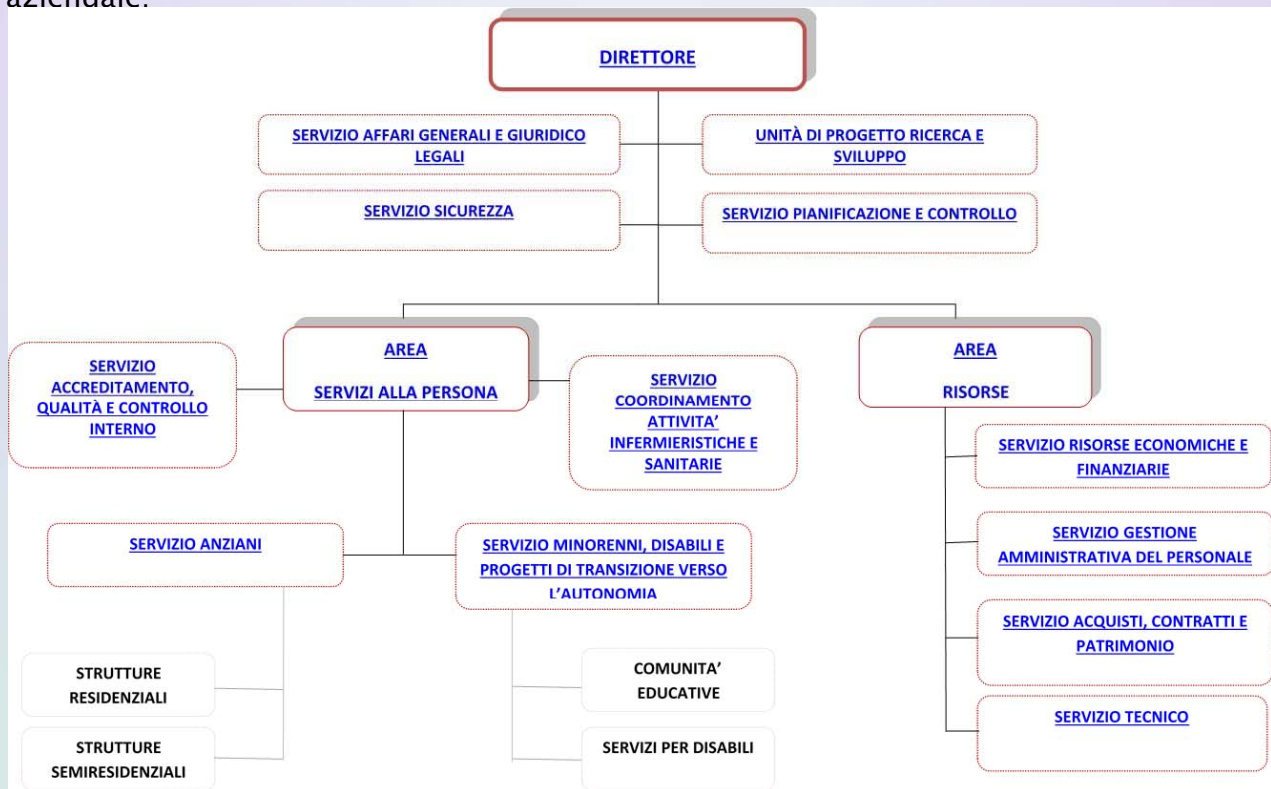 aziendale.
DIRETTORE
SERVIZIO AFFARI GENERALI E GIURIDICO
LEGALI
UNITÀ DI PROGETTO RICERCA E
SVILUPPO
SERVIZIO SICUREZZA
SERVIZIO PIANIFICAZIONE E CONTROLLO
AREA
SERVIZI ALLA PERSONA
AREA
RISORSE
SERVIZIO
ACCREDITAMENTO,
QUALITÀ E CONTROLLO
INTERNO
SERVIZIO
COORDINAMENTO
ATTIVITA’
INFERMIERISTICHE E
SANITARIE
SERVIZIO RISORSE ECONOMICHE E
FINANZIARIE
SERVIZIO ANZIANI
SERVIZIO MINORENNI, DISABILI E
PROGETTI DI TRANSIZIONE VERSO
L’AUTONOMIA
SERVIZIO GESTIONE
AMMINISTRATIVA DEL PERSONALE
SERVIZIO ACQUISTI, CONTRATTI E
PATRIMONIO
STRUTTURE
RESIDENZIALI
COMUNITA’
EDUCATIVE
SERVIZIO TECNICO
STRUTTURE
SEMIRESIDENZIALI
SERVIZI PER DISABILI